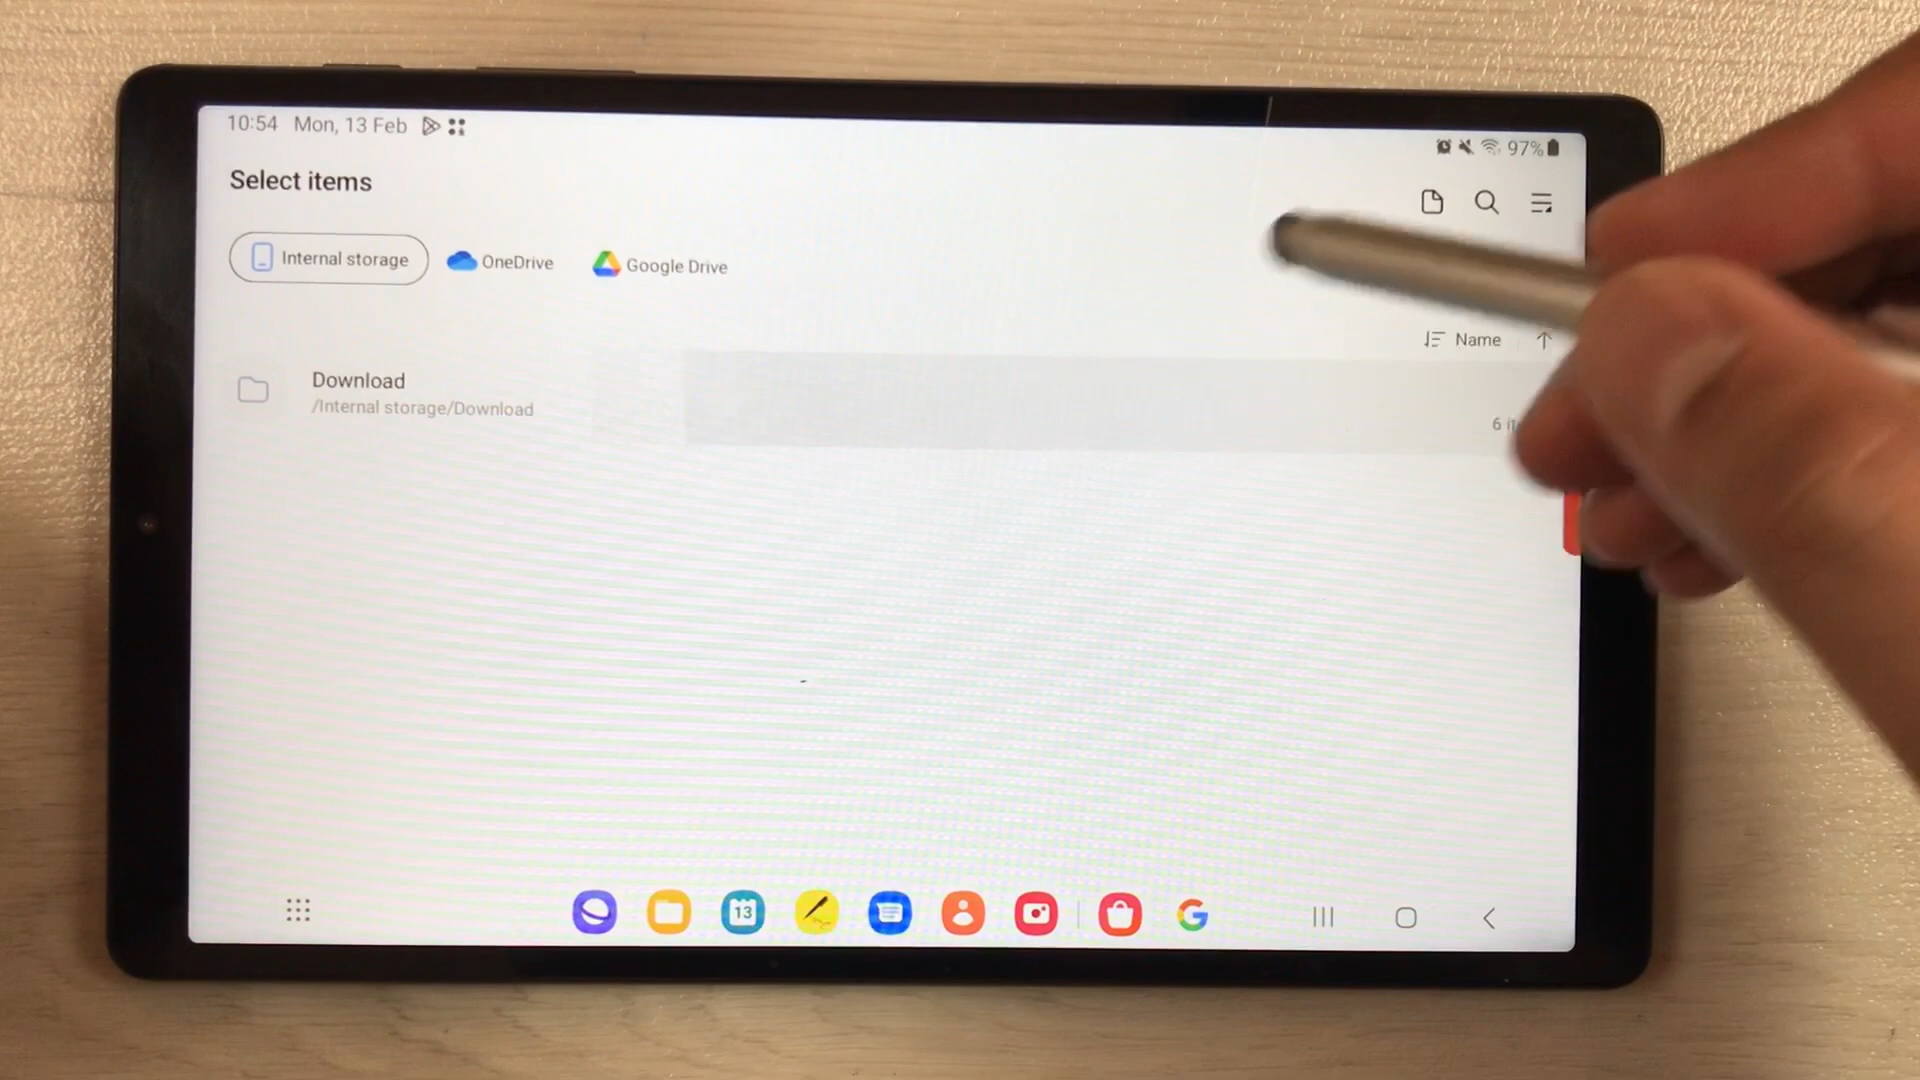 10:54 Mon, 13 Feb
97%
Select items
Internal storage
OneDrive
Google Drive
Name
Download
/Internal storage/Download
6
13